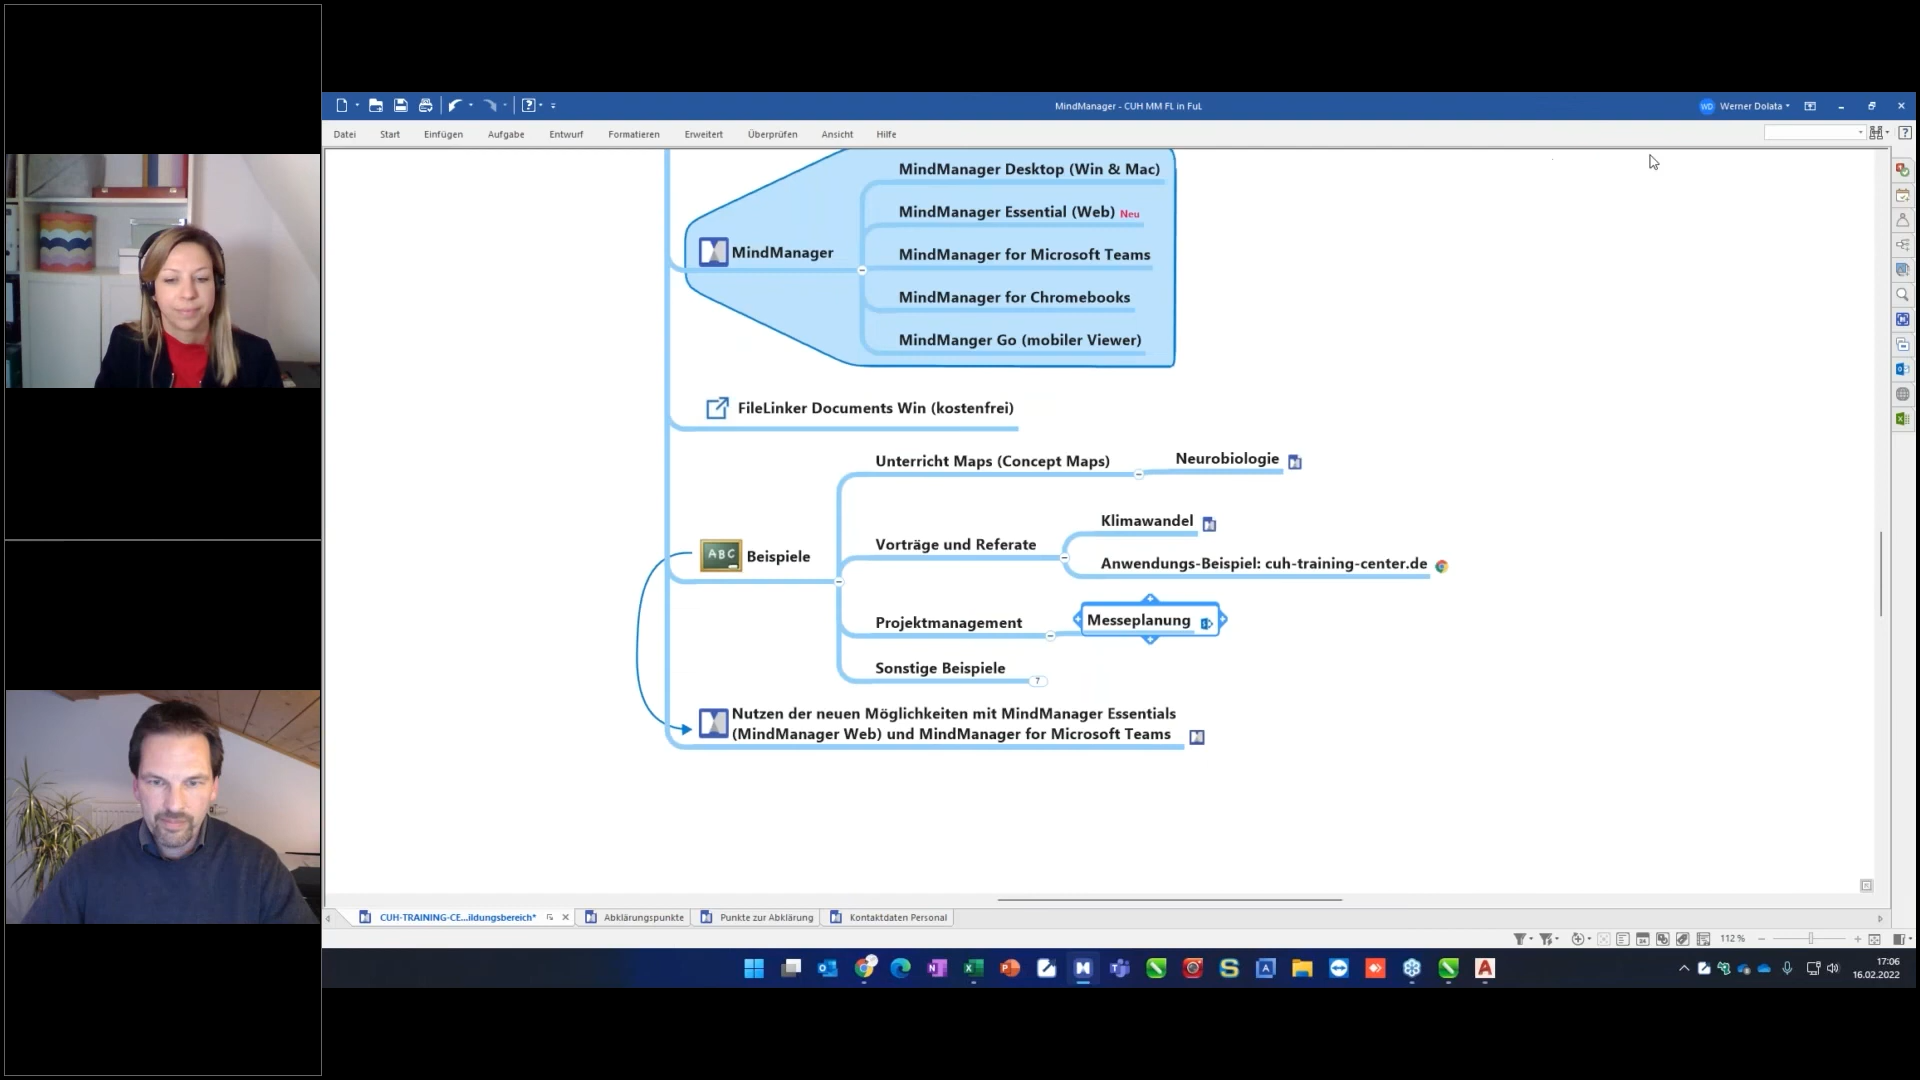 MindManager - CUH MM FL in FuL
WD Werner Dolata
Datei Start Einfügen Aufgabe Entwurf Formatieren Erweitert Überprüfen Ansicht Hilfe
MindManager Desktop (Win & Mac)
MindManager Essential (Web) Neu
MindManager
MindManager for Microsoft Teams
MindManager for Chromebooks
MindManger Go (mobiler Viewer)
FileLinker Documents Win (kostenfrei)
Unterricht Maps (Concept Maps)
Neurobiologie
Klimawandel
Vorträge und Referate
ABC Beispiele
Anwendungs-Beispiel: cuh-training-center.de
Projektmanagement
Messeplanung
Sonstige Beispiele
7
Nutzen der neuen Möglichkeiten mit MindManager Essentials
(MindManager Web) und MindManager for Microsoft Teams
CUH-TRAINING-CE...ildungsbereich* Abklärungspunkte Punkte zur Abklärung Kontaktdaten Personal
112 %
17:06
16.02.2022